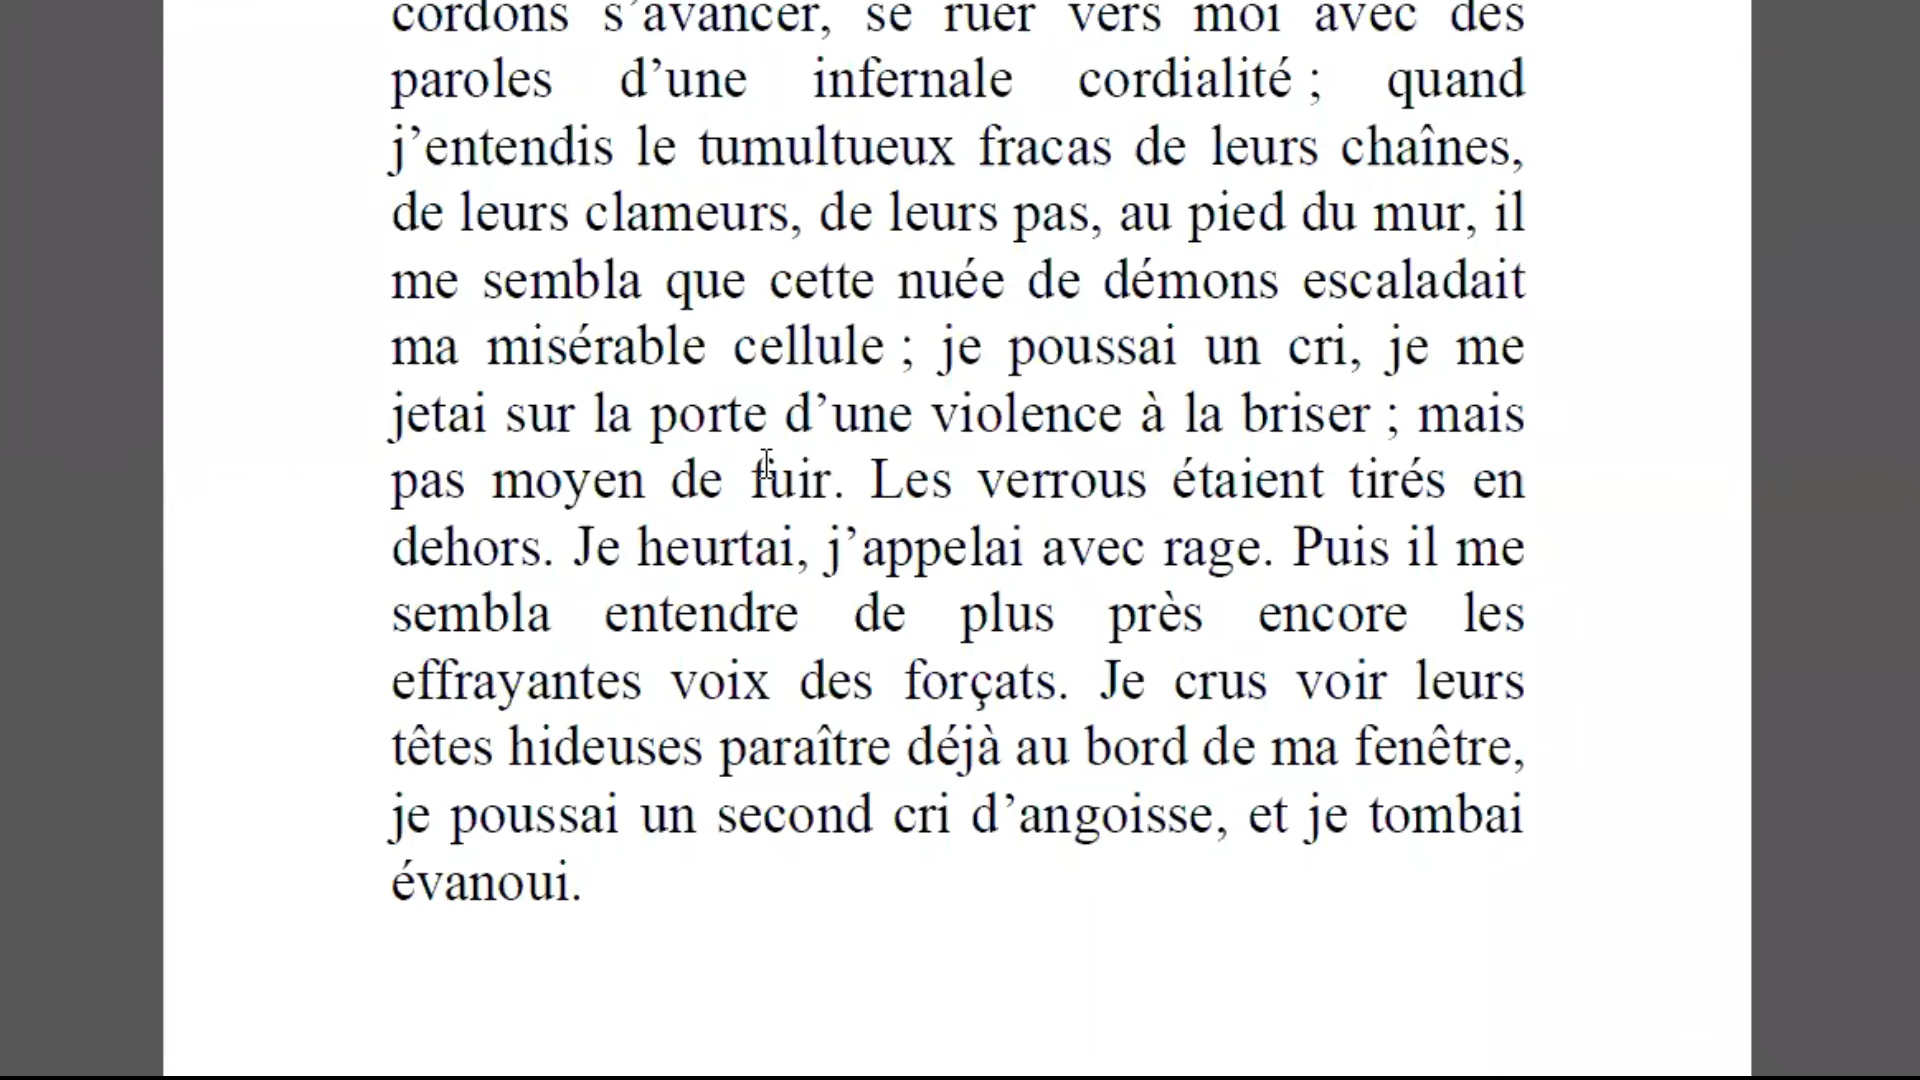 cordons s’avancer, se ruer vers moi avec des
paroles d’une infernale cordialité ; quand
j’entendis le tumultueux fracas de leurs chaînes,
de leurs clameurs, de leurs pas, au pied du mur, il
me sembla que cette nuée de démons escaladait
ma misérable cellule ; je poussai un cri, je me
jetai sur la porte d’une violence à la briser ; mais
pas moyen de fuir. Les verrous étaient tirés en
dehors. Je heurtai, j’appelai avec rage. Puis il me
sembla entendre de plus près encore les
effrayantes voix des forçats. Je crus voir leurs
têtes hideuses paraître déjà au bord de ma fenêtre,
je poussai un second cri d’angoisse, et je tombai
évanoui.